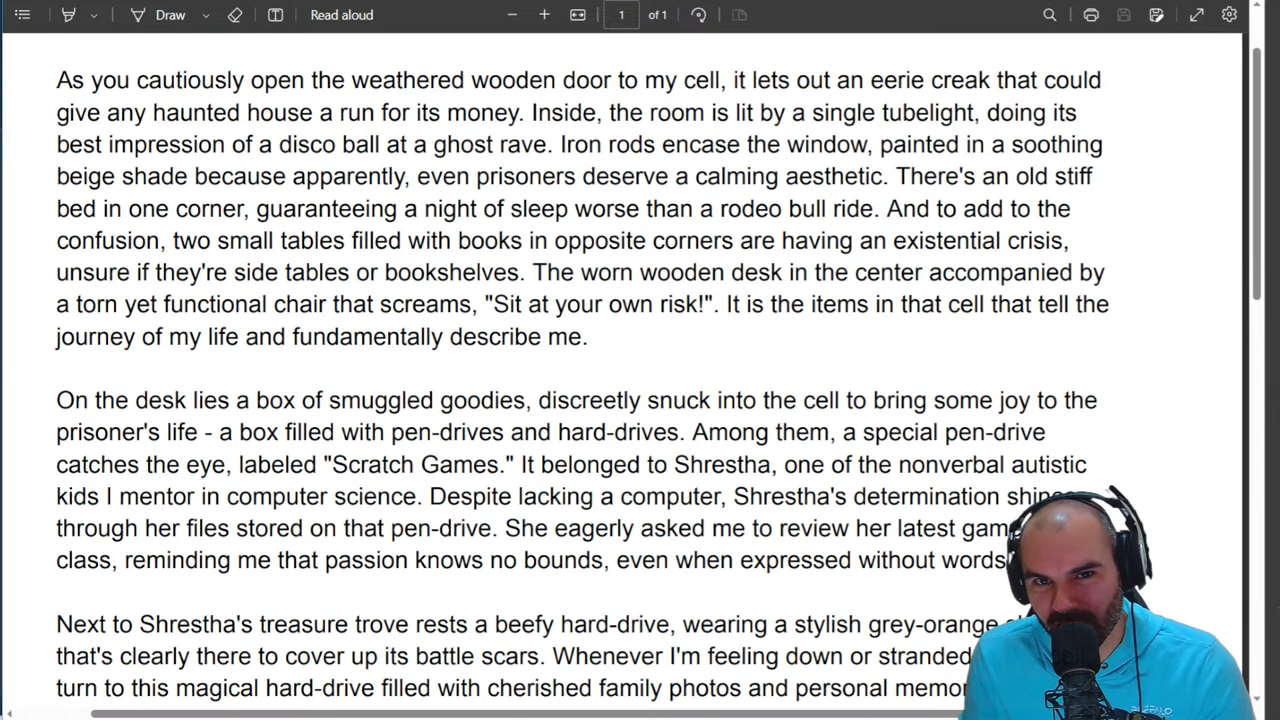 Draw
Read aloud
1
of 1
As you cautiously open the weathered wooden door to my cell, it lets out an eerie creak that could
give any haunted house a run for its money. Inside, the room is lit by a single tubelight, doing its
best impression of a disco ball at a ghost rave. Iron rods encase the window, painted in a soothing
beige shade because apparently, even prisoners deserve a calming aesthetic. There's an old stiff
bed in one corner, guaranteeing a night of sleep worse than a rodeo bull ride. And to add to the
confusion, two small tables filled with books in opposite corners are having an existential crisis,
unsure if they're side tables or bookshelves. The worn wooden desk in the center accompanied by
a torn yet functional chair that screams, "Sit at your own risk!". It is the items in that cell that tell the
journey of my life and fundamentally describe me.
On the desk lies a box of smuggled goodies, discreetly snuck into the cell to bring some joy to the
prisoner's life - a box filled with pen-drives and hard-drives. Among them, a special pen-drive
catches the eye, labeled "Scratch Games." It belonged to Shrestha, one of the nonverbal autistic
kids I mentor in computer science. Despite lacking a computer, Shrestha's determination
through her files stored on that pen-drive. She eagerly asked me to review her latest
class, reminding me that passion knows no bounds, even when expressed without words
Next to Shrestha's treasure trove rests a beefy hard-drive, wearing a stylish grey-orange
that's clearly there to cover up its battle scars. Whenever I'm feeling down or stranded
turn to this magical hard-drive filled with cherished family photos and personal